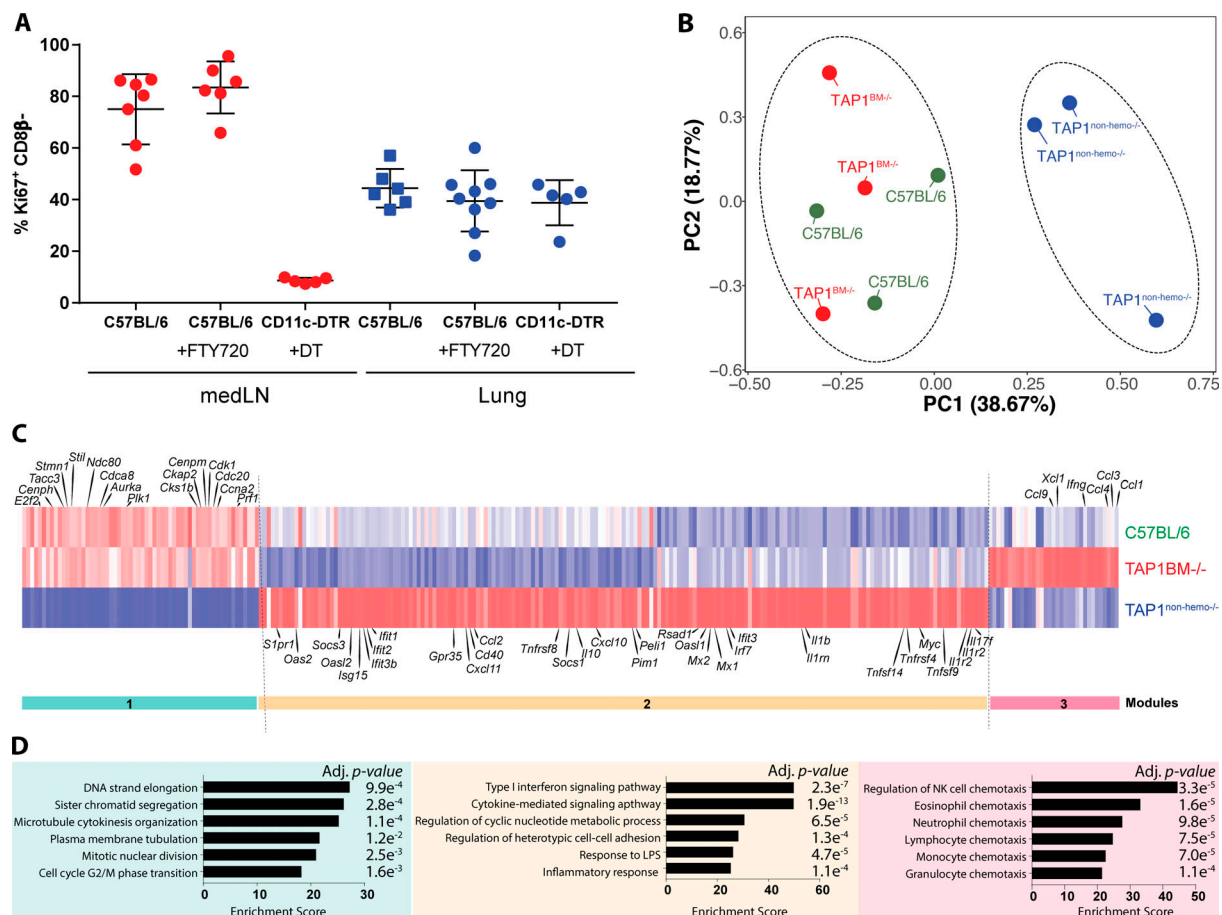 A
% Ki67+ CD8β-
100
80
60
40
20
0
C57BL/6 C57BL/6 CD11c-DTR C57BL/6 C57BL/6 CD11c-DTR
+FTY720 +DT +FTY720 +DT
medLN Lung
B
PC2 (18.77%)
0.6
0.3
0.0
−0.3
−0.6
TAP1BM-/-
TAP1non-hemo-/-
TAP1non-hemo-/-
TAP1BM-/-
C57BL/6
C57BL/6
C57BL/6
TAP1BM-/-
TAP1non-hemo-/-
−0.50 −0.25 0.00 0.25 0.50 0.75
PC1 (38.67%)
C
E2f2 Cenph Tacc3 Stmn1 Stil Ndc80 Cdca8 Aurka Plk1 Cks1b Ckap2 Cenpm Cdk1 Cdc20 Ccna2 Prf1
Ccl9 Xcl1 Ifng Ccl4 Ccl3 Ccl1
C57BL/6
TAP1BM-/-
TAP1non-hemo-/-
S1pr1 Oas2 Socs3 Oasl2 Isg15 Ifit3b Ifit2 Ifit1 Gpr35 Cxcl11 Cd40 Ccl2 Tnfrsf8 Socs1 Il10 Cxcl10 Pim1 Peli1 Rsad1 Oasl1 Mx2 Mx1 Irf7 Ifit3 Il1b Il1rn Tnfsf14 Tnfrsf4 Myc Tnfsf9 Il1r2 Il1r2 Il17f
1 2 3 Modules
D
Adj. p-value
DNA strand elongation 9.9e-4
Sister chromatid segregation 2.8e-4
Microtubule cytokinesis organization 1.1e-4
Plasma membrane tubulation 1.2e-2
Mitotic nuclear division 2.5e-3
Cell cycle G2/M phase transition 1.6e-3
0 10 20 30
Enrichment Score
Adj. p-value
Type I interferon signaling pathway 2.3e-7
Cytokine-mediated signaling apthway 1.9e-13
Regulation of cyclic nucleotide metabolic process 6.5e-5
Regulation of heterotypic cell-cell adhesion 1.3e-4
Response to LPS 4.7e-5
Inflammatory response 1.1e-4
0 20 40 60
Enrichment Score
Adj. p-value
Regulation of NK cell chemotaxis 3.3e-5
Eosinophil chemotaxis 1.6e-5
Neutrophil chemotaxis 9.8e-5
Lymphocyte chemotaxis 7.5e-5
Monocyte chemotaxis 7.0e-5
Granulocyte chemotaxis 1.1e-4
0 10 20 30 40 50
Enrichment Score